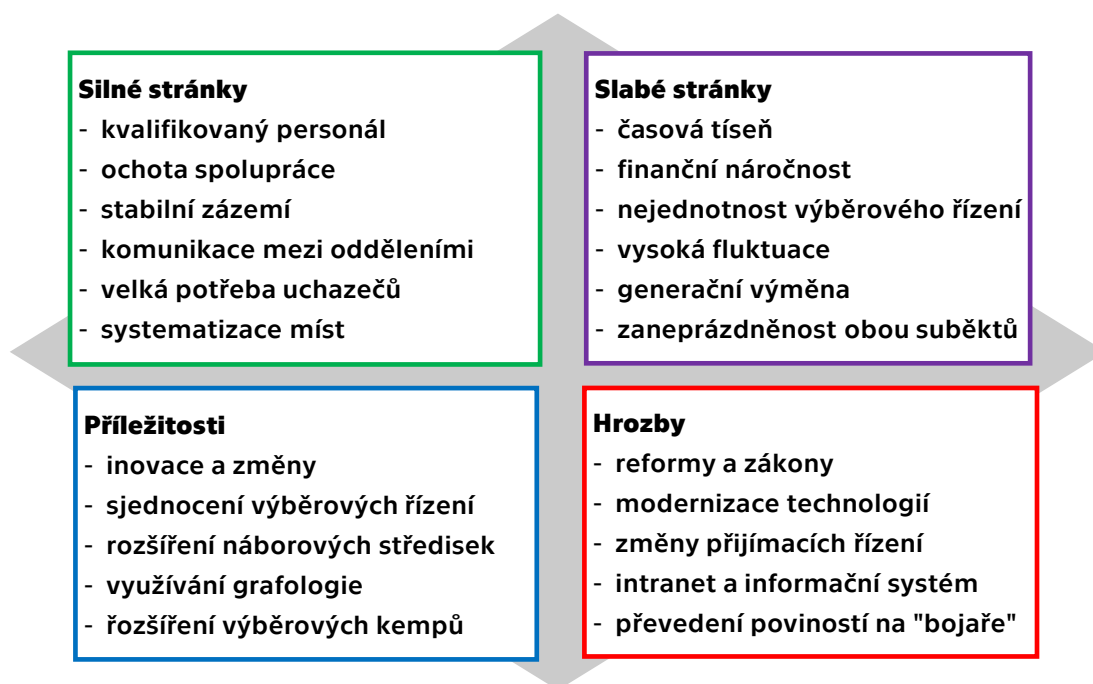 Silné stránky
- kvalifikovaný personál
- ochota spolupráce
- stabilní zázemí
- komunikace mezi odděleními
- velká potřeba uchazečů
- systematizace míst
Slabé stránky
- časová tíseň
- finanční náročnost
- nejednotnost výběrového řízení
- vysoká fluktuace
- generační výměna
- zaneprázdněnost obou suběktů
Příležitosti
- inovace a změny
- sjednocení výběrových řízení
- rozšíření náborových středisek
- využívání grafologie
- řozšíření výběrových kempů
Hrozby
- reformy a zákony
- modernizace technologií
- změny přijímacích řízení
- intranet a informační systém
- převedení poviností na "bojaře"